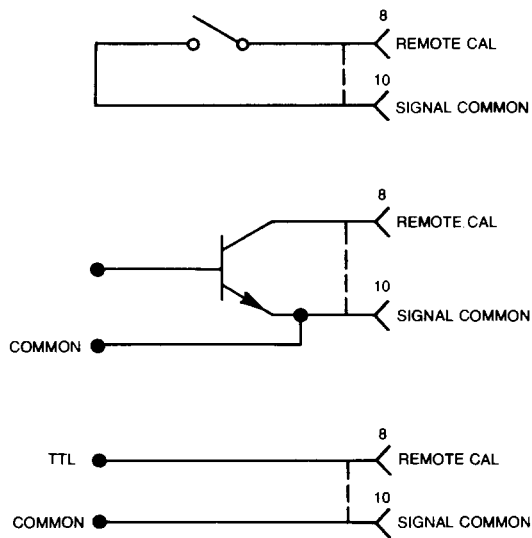 8
REMOTE CAL
10
SIGNAL COMMON
8
REMOTE CAL
10
SIGNAL COMMON
COMMON
8
TTL
REMOTE CAL
10
COMMON
SIGNAL COMMON